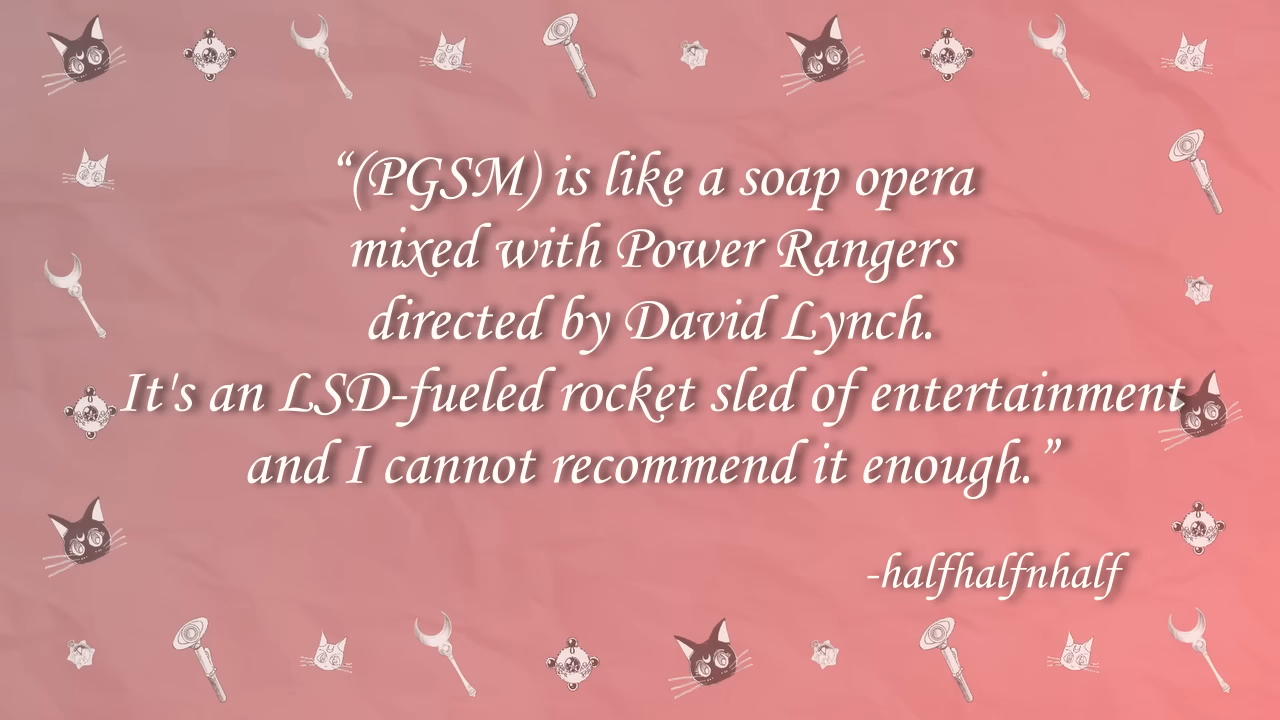 “(PGSM) is like a soap opera
mixed with Power Rangers
directed by David Lynch.
It's an LSD-fueled rocket sled of entertainment
and I cannot recommend it enough.”
-halfhalfnhalf